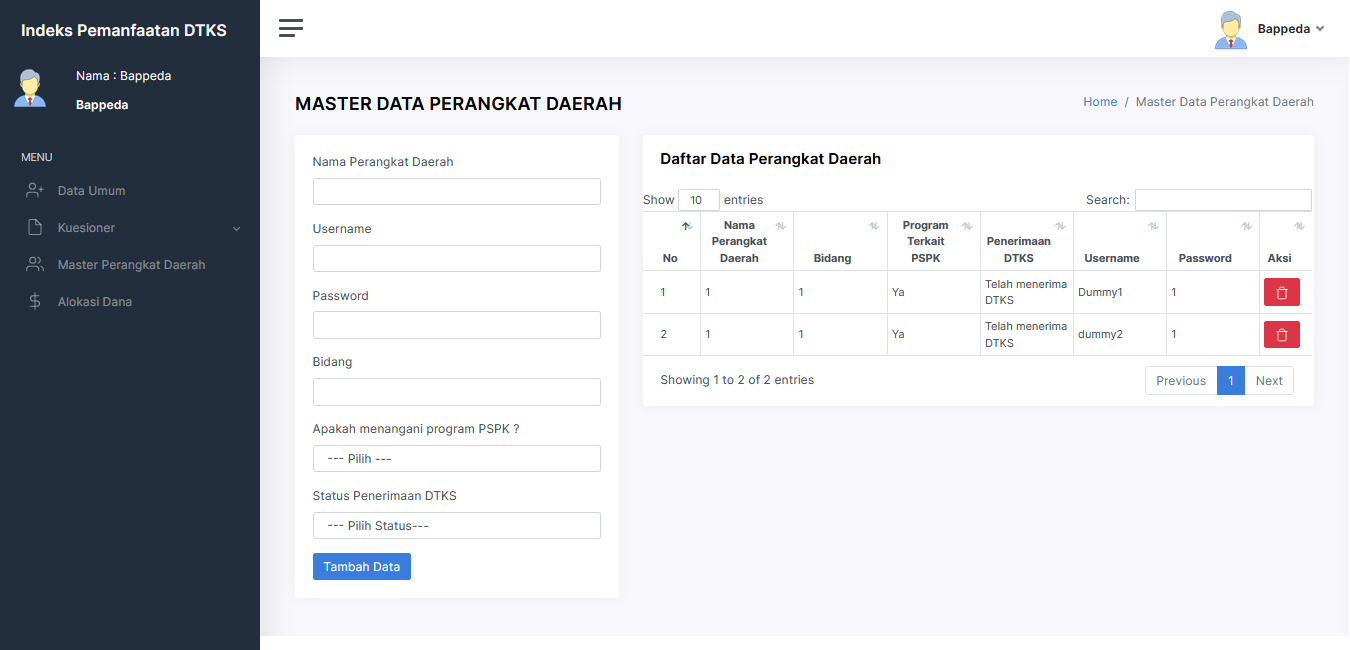 Indeks Pemanfaatan DTKS
Nama : Bappeda
Bappeda
MENU
Data Umum
Kuesioner
Master Perangkat Daerah
Alokasi Dana
Bappeda
MASTER DATA PERANGKAT DAERAH
Home / Master Data Perangkat Daerah
Nama Perangkat Daerah
Username
Password
Bidang
Apakah menangani program PSPK ?
--- Pilih ---
Status Penerimaan DTKS
--- Pilih Status---
Tambah Data
Daftar Data Perangkat Daerah
Show 10 entries
Search:
No
Nama
Perangkat
Daerah
Bidang
Program
Terkait
PSPK
Penerimaan
DTKS
Username
Password
Aksi
1
1
1
Ya
Telah menerima
DTKS
Dummy1
1
2
1
1
Ya
Telah menerima
DTKS
dummy2
1
Showing 1 to 2 of 2 entries
Previous 1 Next